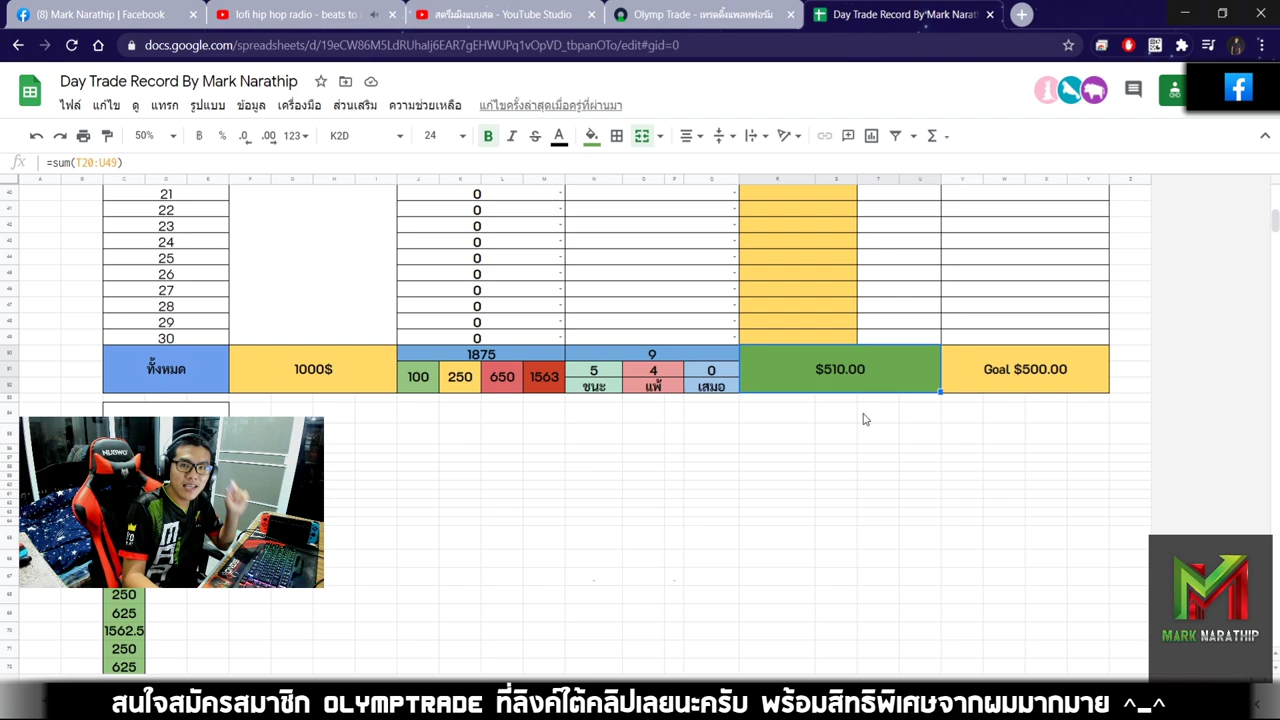 (8) Mark Narathip | Facebook
lofi hip hop radio - beats to r
สตรีมมิงแบบสด - YouTube Studio
Olymp Trade - เทรดดิ้งแพลทฟอร์ม
Day Trade Record By Mark Narath
docs.google.com/spreadsheets/d/19eCW86M5LdRUhaIj6EAR7gEHWUPq1vOpVD_tbpanOTo/edit#gid=0
Day Trade Record By Mark Narathip
ไฟล์ แก้ไข ดู แทรก รูปแบบ ข้อมูล เครื่องมือ ส่วนเสริม ความช่วยเหลือ แก้ไขครั้งล่าสุดเมื่อครู่ที่ผ่านมา
50% ฿ % .0 .00 123 K2D 24 B I S A
fx =sum(T20:U49)
21 0
22 0
23 0
24 0
25 0
26 0
27 0
28 0
29 0
30 0
ทั้งหมด 1000$ 1875 9 $510.00 Goal $500.00
100 250 650 1563 5 4 0
ชนะ แพ้ เสมอ
250
625
1562.5
250
625
MARK NARATHIP
สนใจสมัครสมาชิก OLYMPTRADE ที่ลิงค์ใต้คลิปเลยนะครับ พร้อมสิทธิพิเศษจากผมมากมาย ^_^